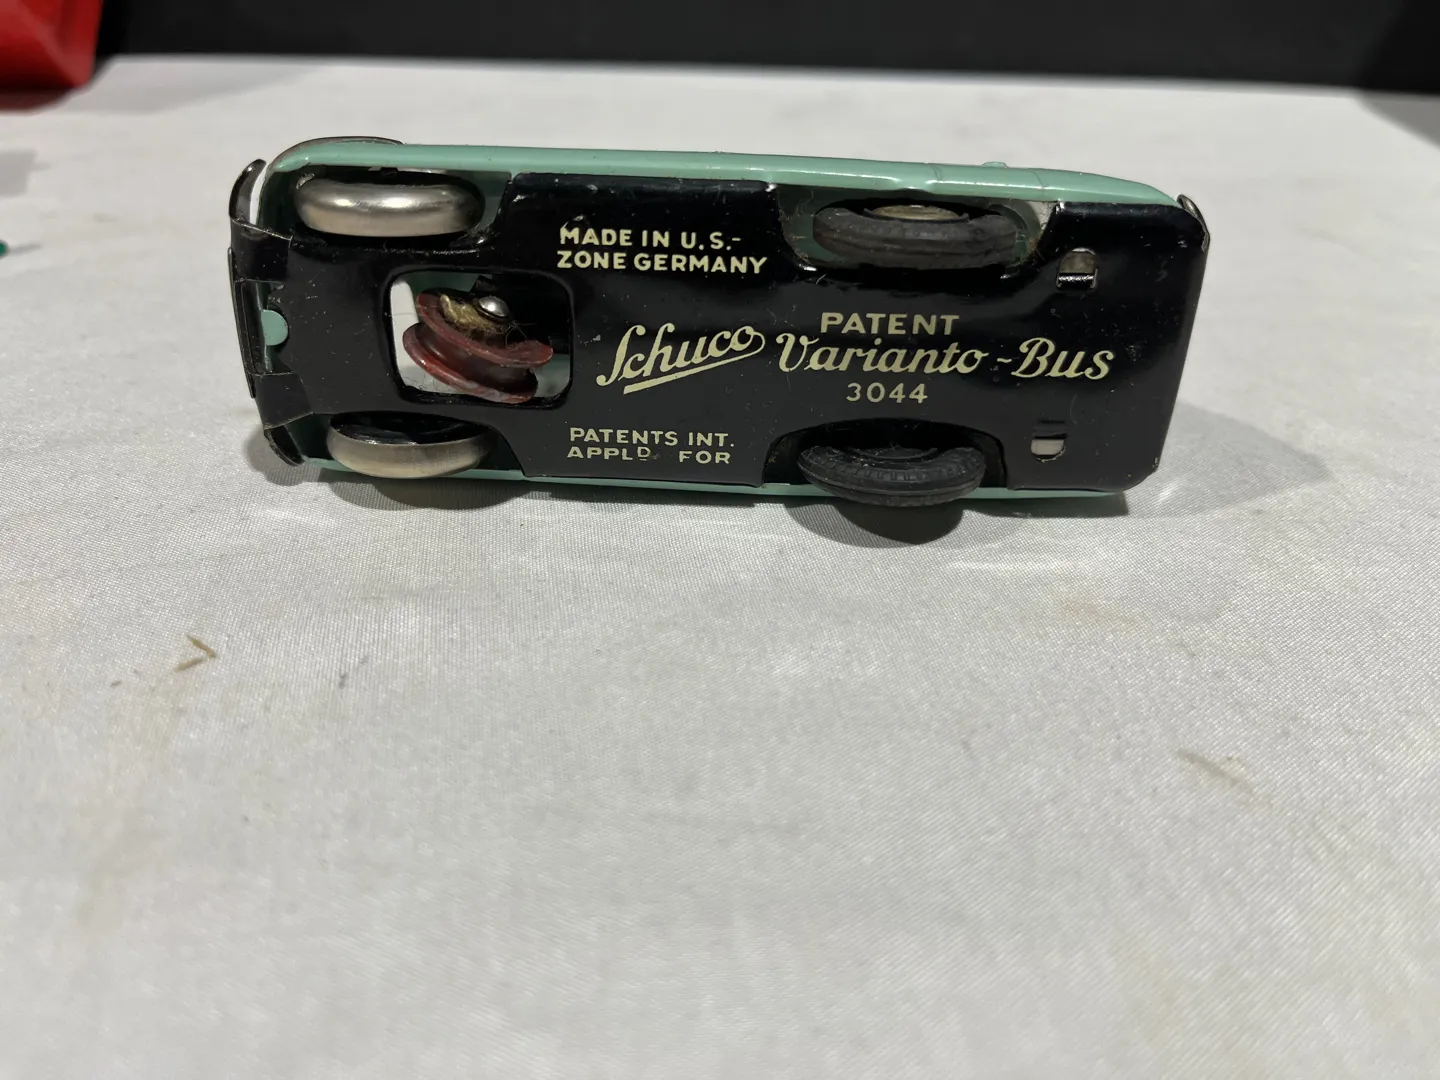 MADE IN U.S.-
ZONE GERMANY
Schuco
PATENT
Varianto-Bus
3044
PATENTS INT.
APPLD FOR